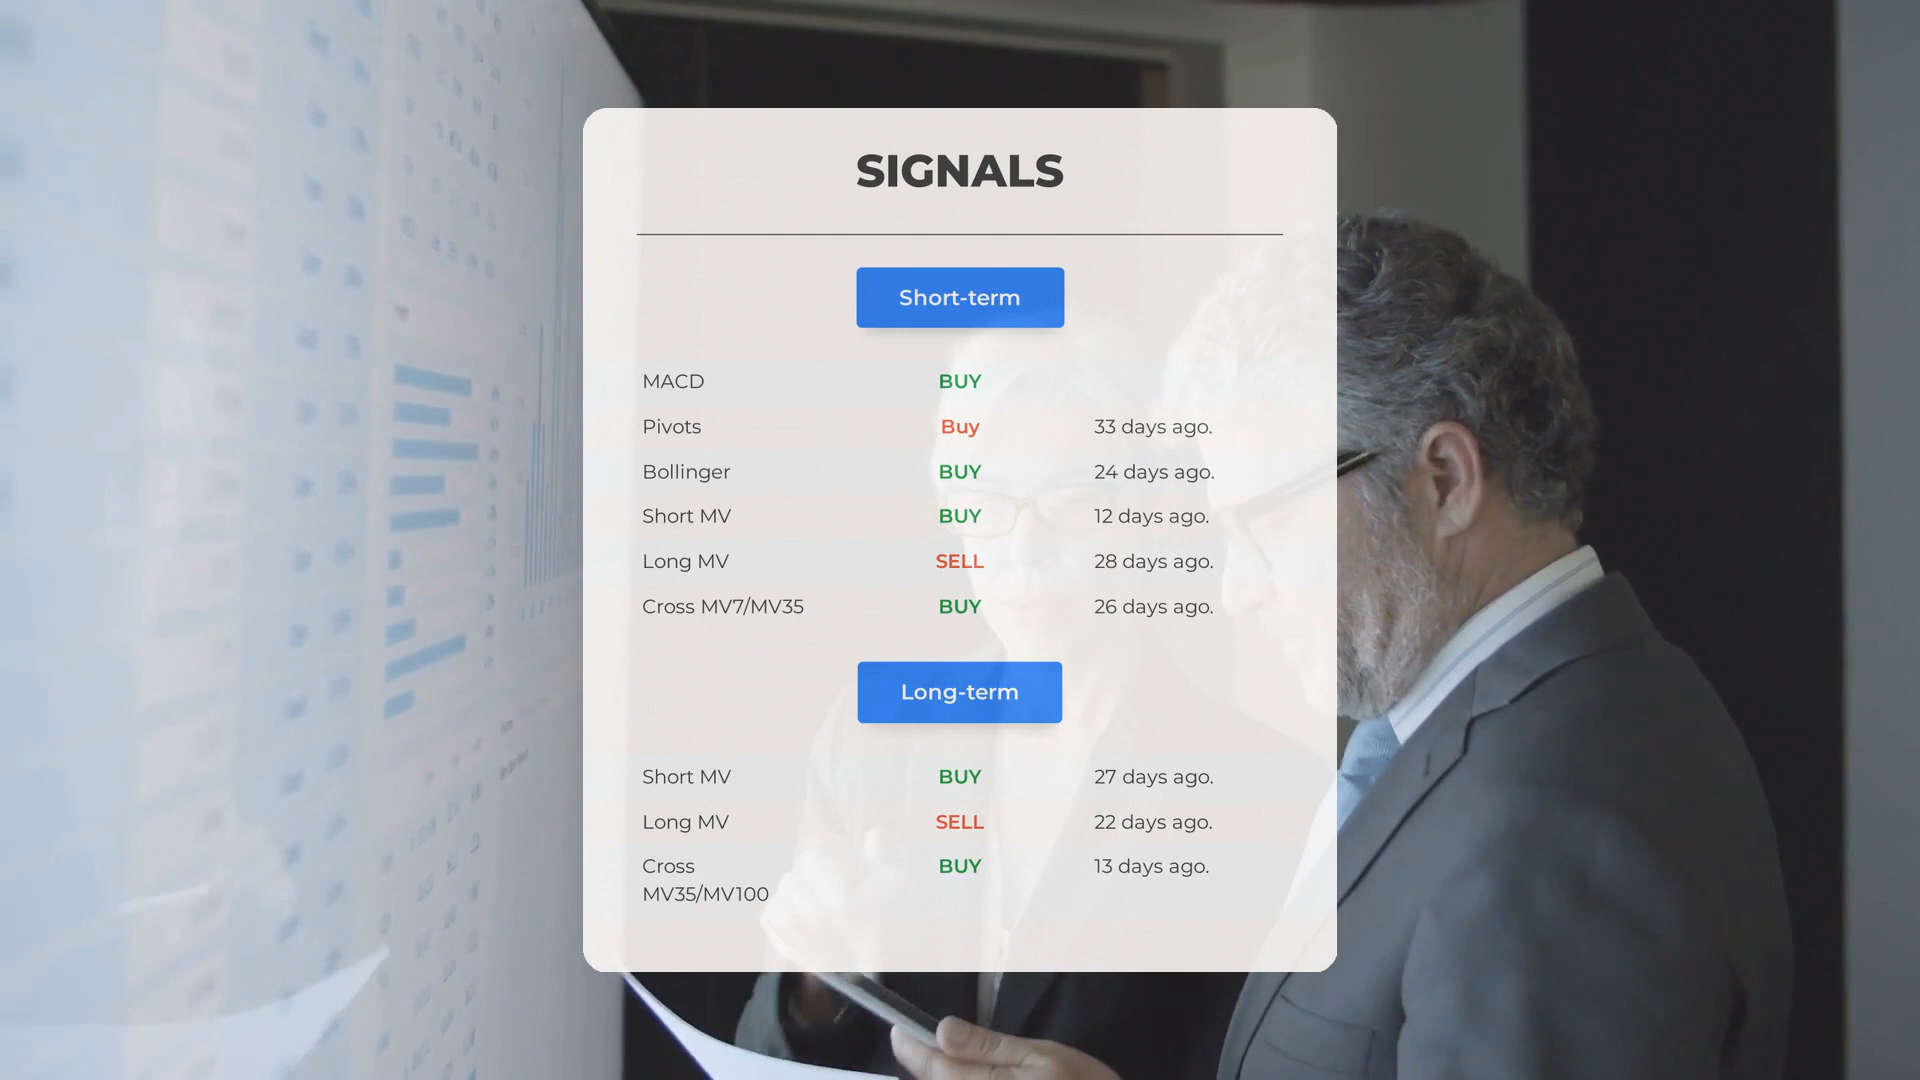 SIGNALS
Short-term
MACD BUY
Pivots Buy 33 days ago.
Bollinger BUY 24 days ago.
Short MV BUY 12 days ago.
Long MV SELL 28 days ago.
Cross MV7/MV35 BUY 26 days ago.
Long-term
Short MV BUY 27 days ago.
Long MV SELL 22 days ago.
Cross BUY 13 days ago.
MV35/MV100